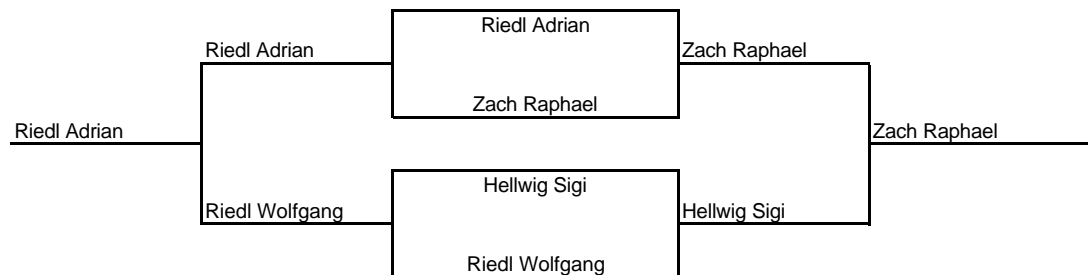 Riedl Adrian
Riedl Adrian
Zach Raphael
Zach Raphael
Riedl Adrian
Zach Raphael
Hellwig Sigi
Riedl Wolfgang
Hellwig Sigi
Riedl Wolfgang